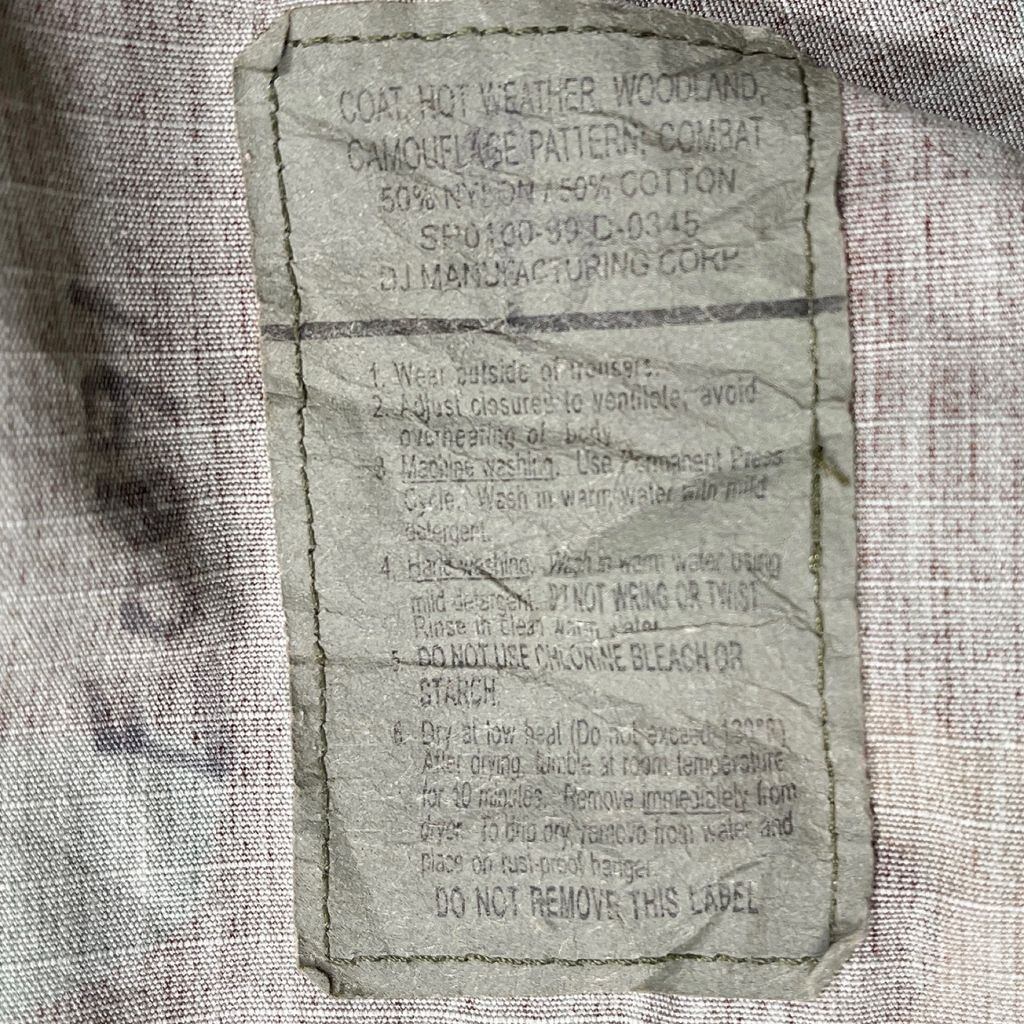 COAT, HOT WEATHER, WOODLAND,
CAMOUFLAGE PATTERN: COMBAT
50% NYLON / 50% COTTON
SP0100-99-D-0345
DJ MANUFACTURING CORP
1. Wear outside of trousers.
2. Adjust closures to ventilate, avoid
overheating of body
3. Machine washing. Use Permanent Press
Cycle. Wash in warm water with mild
detergent.
4. Hand washing. Wash in warm water using
mild detergent. DO NOT WRING OR TWIST
Rinse in clean warm water
5. DO NOT USE CHLORINE BLEACH OR
STARCH.
6. Dry at low heat (Do not exceed
After drying, tumble at room temperature
for 10 minutes. Remove immediately from
dryer. To drip dry, remove from water and
place on rust-proof hanger.
DO NOT REMOVE THIS LABEL